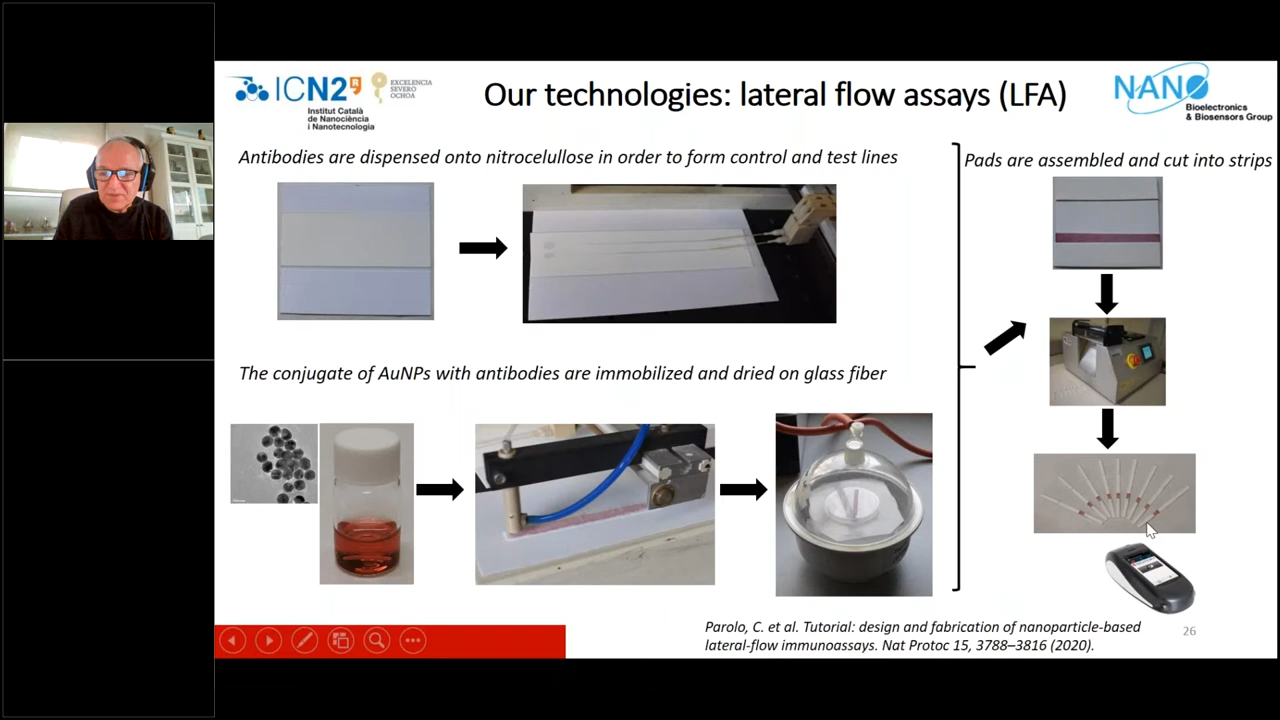 ICN2
Institut Català
de Nanociència
i Nanotecnologia
EXCELENCIA
SEVERO
OCHOA
Our technologies: lateral flow assays (LFA)
NANO
Bioelectronics
& Biosensors Group
Antibodies are dispensed onto nitrocelullose in order to form control and test lines
Pads are assembled and cut into strips
The conjugate of AuNPs with antibodies are immobilized and dried on glass fiber
Parolo, C. et al. Tutorial: design and fabrication of nanoparticle-based
lateral-flow immunoassays. Nat Protoc 15, 3788–3816 (2020).
26